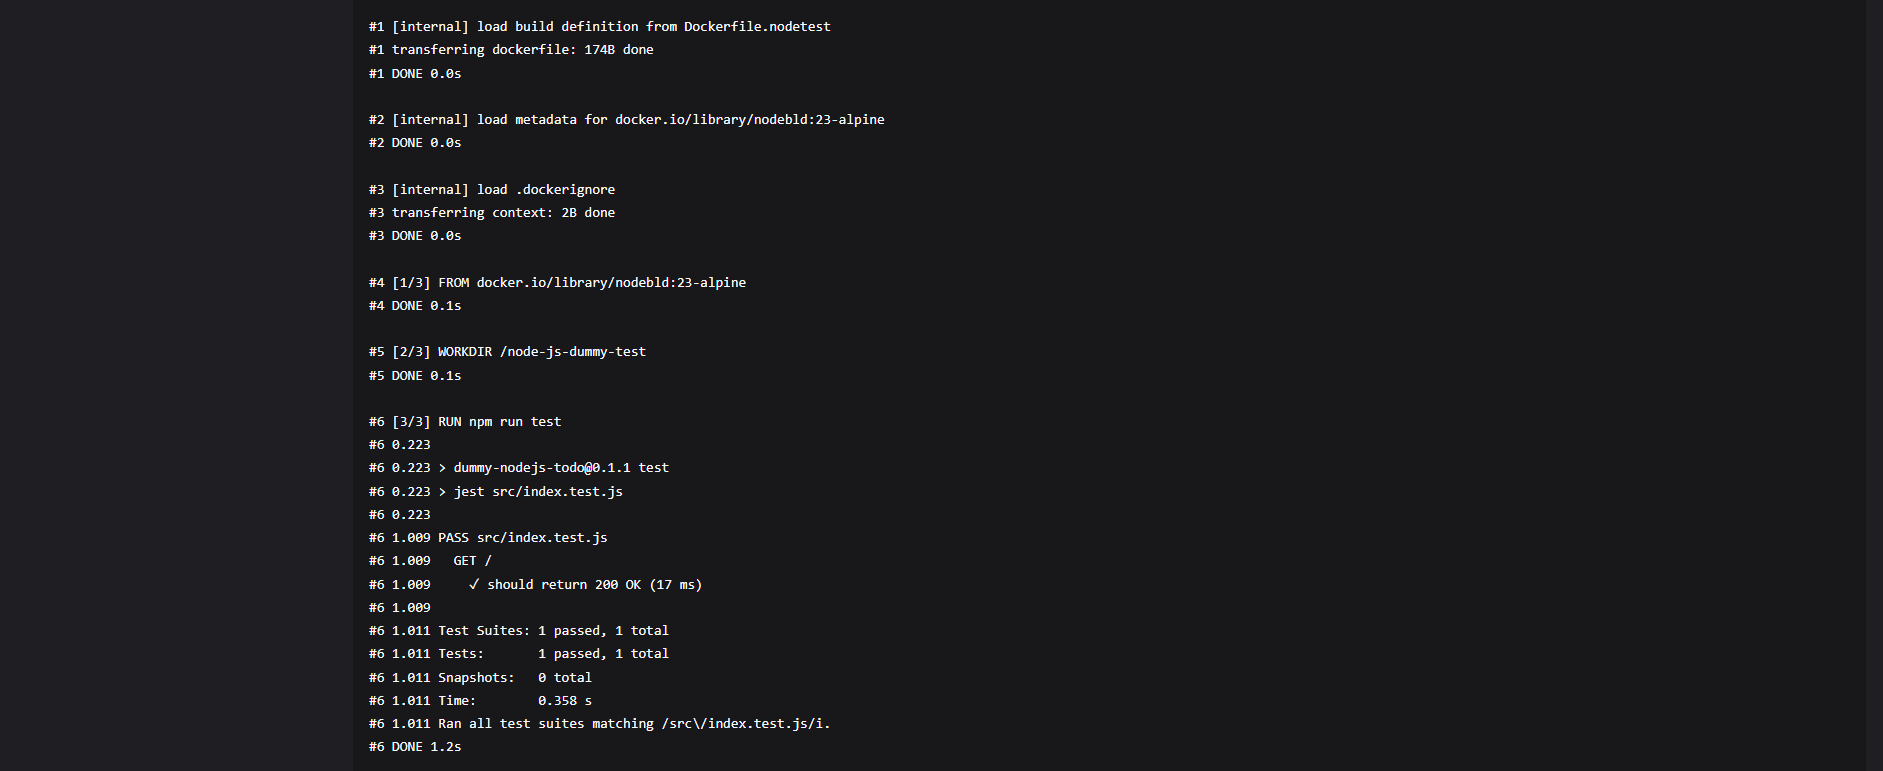 #1 [internal] load build definition from Dockerfile.nodetest
#1 transferring dockerfile: 174B done
#1 DONE 0.0s
#2 [internal] load metadata for docker.io/library/nodebld:23-alpine
#2 DONE 0.0s
#3 [internal] load .dockerignore
#3 transferring context: 2B done
#3 DONE 0.0s
#4 [1/3] FROM docker.io/library/nodebld:23-alpine
#4 DONE 0.1s
#5 [2/3] WORKDIR /node-js-dummy-test
#5 DONE 0.1s
#6 [3/3] RUN npm run test
#6 0.223
#6 0.223 > dummy-nodejs-todo@0.1.1 test
#6 0.223 > jest src/index.test.js
#6 0.223
#6 1.009 PASS src/index.test.js
#6 1.009   GET /
#6 1.009     ✓ should return 200 OK (17 ms)
#6 1.009
#6 1.011 Test Suites: 1 passed, 1 total
#6 1.011 Tests:       1 passed, 1 total
#6 1.011 Snapshots:   0 total
#6 1.011 Time:        0.358 s
#6 1.011 Ran all test suites matching /src\/index.test.js/i.
#6 DONE 1.2s